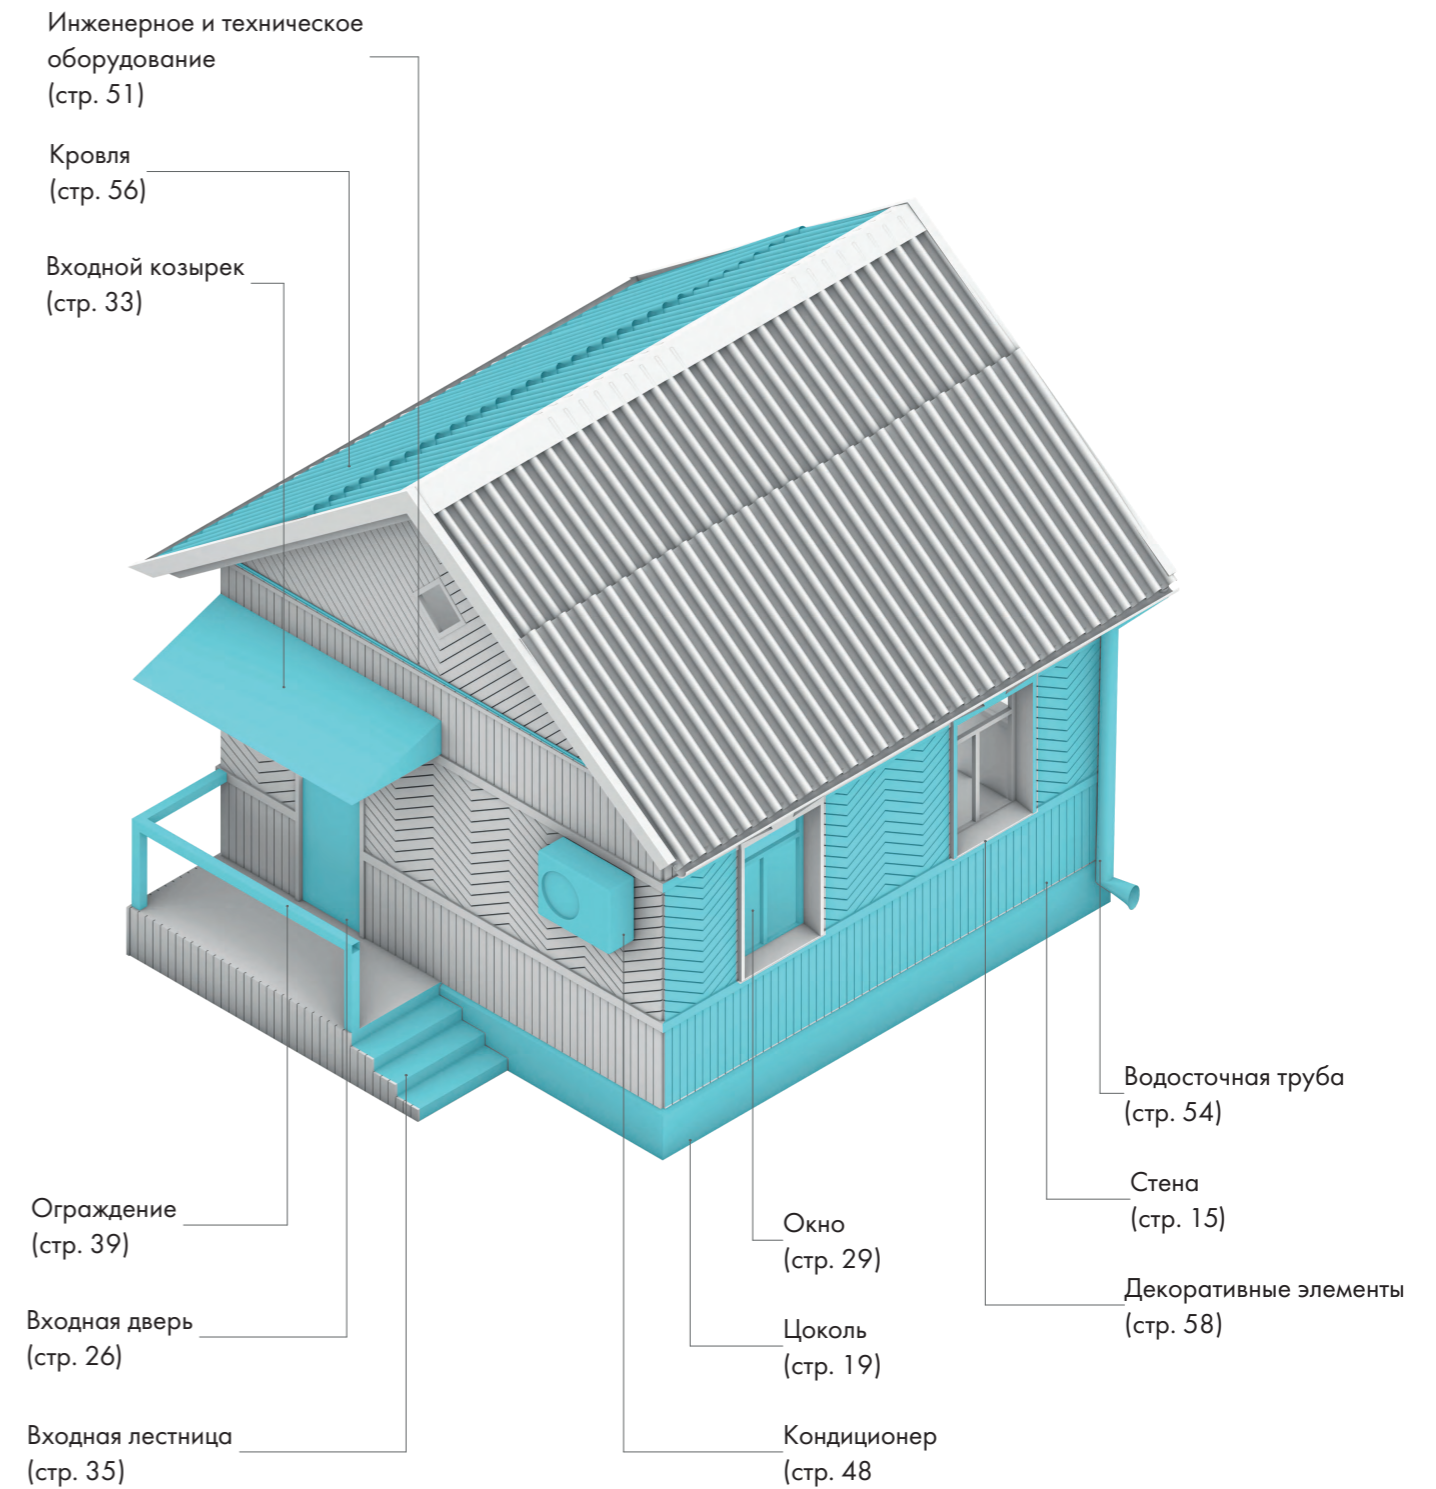 Инженерное и техническое
оборудование
(стр. 51)
Кровля
(стр. 56)
Входной козырек
(стр. 33)
Водосточная труба
(стр. 54)
Стена
(стр. 15)
Декоративные элементы
(стр. 58)
Ограждение
(стр. 39)
Входная дверь
(стр. 26)
Входная лестница
(стр. 35)
Окно
(стр. 29)
Цоколь
(стр. 19)
Кондиционер
(стр. 48